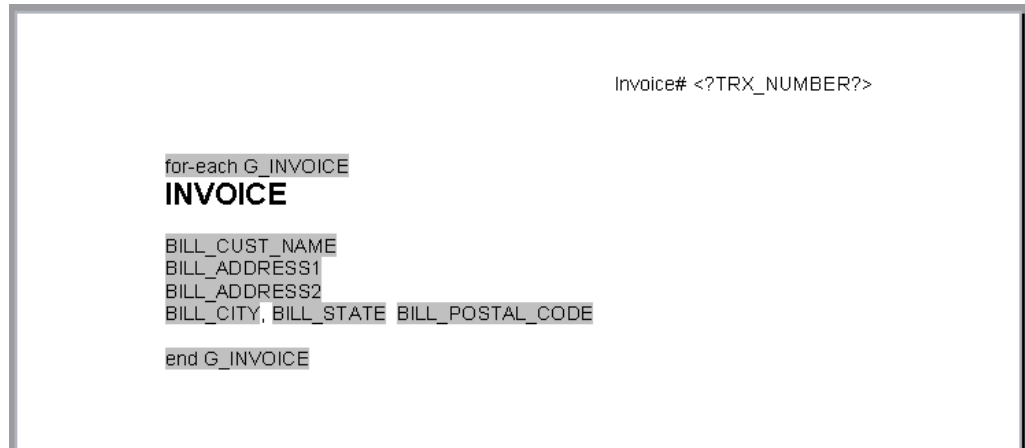 Invoice# <?TRX_NUMBER?>
for-each G_INVOICE
INVOICE
BILL_CUST_NAME
BILL_ADDRESS1
BILL_ADDRESS2
BILL_CITY, BILL_STATE BILL_POSTAL_CODE
end G_INVOICE